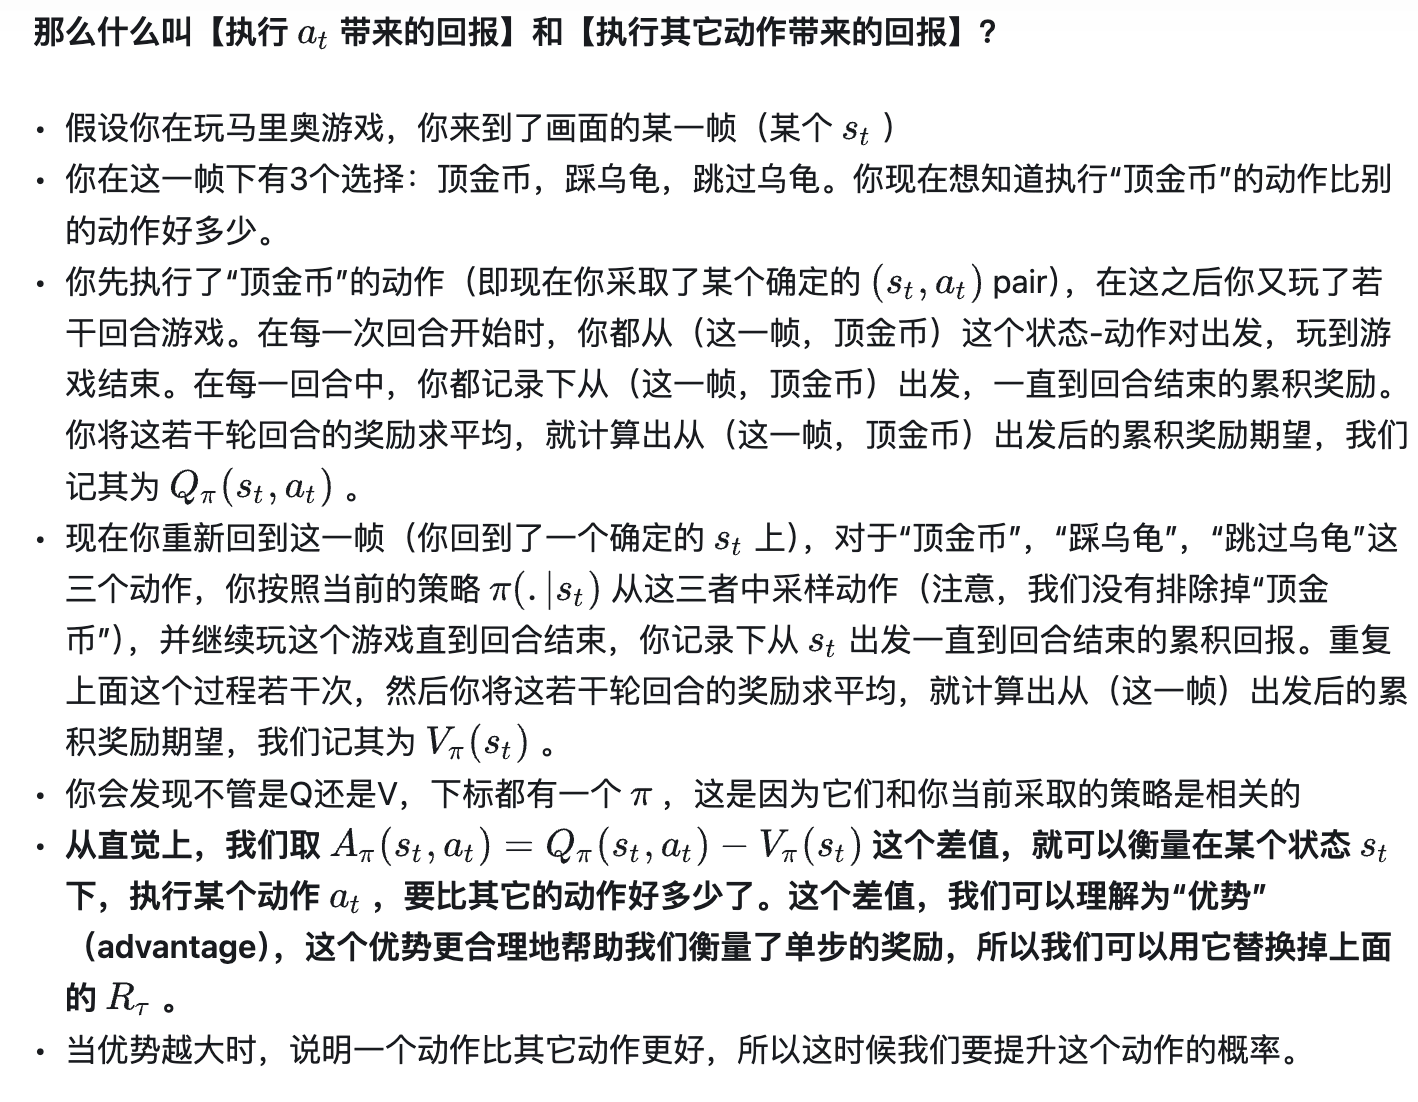 那么什么叫【执行 a_t 带来的回报】和【执行其它动作带来的回报】？
• 假设你在玩马里奥游戏，你来到了画面的某一帧（某个 s_t ）
• 你在这一帧下有3个选择：顶金币，踩乌龟，跳过乌龟。你现在想知道执行“顶金币”的动作比别
的动作好多少。
• 你先执行了“顶金币”的动作（即现在你采取了某个确定的 (s_t, a_t) pair），在这之后你又玩了若
干回合游戏。在每一次回合开始时，你都从（这一帧，顶金币）这个状态-动作对出发，玩到游
戏结束。在每一回合中，你都记录下从（这一帧，顶金币）出发，一直到回合结束的累积奖励。
你将这若干轮回合的奖励求平均，就计算出从（这一帧，顶金币）出发后的累积奖励期望，我们
记其为 Q_π(s_t, a_t) 。
• 现在你重新回到这一帧（你回到了一个确定的 s_t 上），对于“顶金币”，“踩乌龟”，“跳过乌龟”这
三个动作，你按照当前的策略 π(.|s_t) 从这三者中采样动作（注意，我们没有排除掉“顶金
币”），并继续玩这个游戏直到回合结束，你记录下从 s_t 出发一直到回合结束的累积回报。重复
上面这个过程若干次，然后你将这若干轮回合的奖励求平均，就计算出从（这一帧）出发后的累
积奖励期望，我们记其为 V_π(s_t) 。
• 你会发现不管是Q还是V，下标都有一个 π ，这是因为它们和你当前采取的策略是相关的
• 从直觉上，我们取 A_π(s_t, a_t) = Q_π(s_t, a_t) − V_π(s_t) 这个差值，就可以衡量在某个状态 s_t
下，执行某个动作 a_t ，要比其它的动作好多少了。这个差值，我们可以理解为“优势”
（advantage），这个优势更合理地帮助我们衡量了单步的奖励，所以我们可以用它替换掉上面
的 R_τ 。
• 当优势越大时，说明一个动作比其它动作更好，所以这时候我们要提升这个动作的概率。